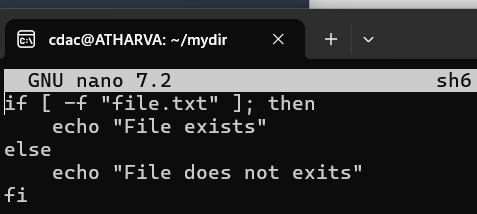 cdac@ATHARVA: ~/mydir
GNU nano 7.2 sh6
if [ -f "file.txt" ]; then
    echo "File exists"
else
    echo "File does not exits"
fi